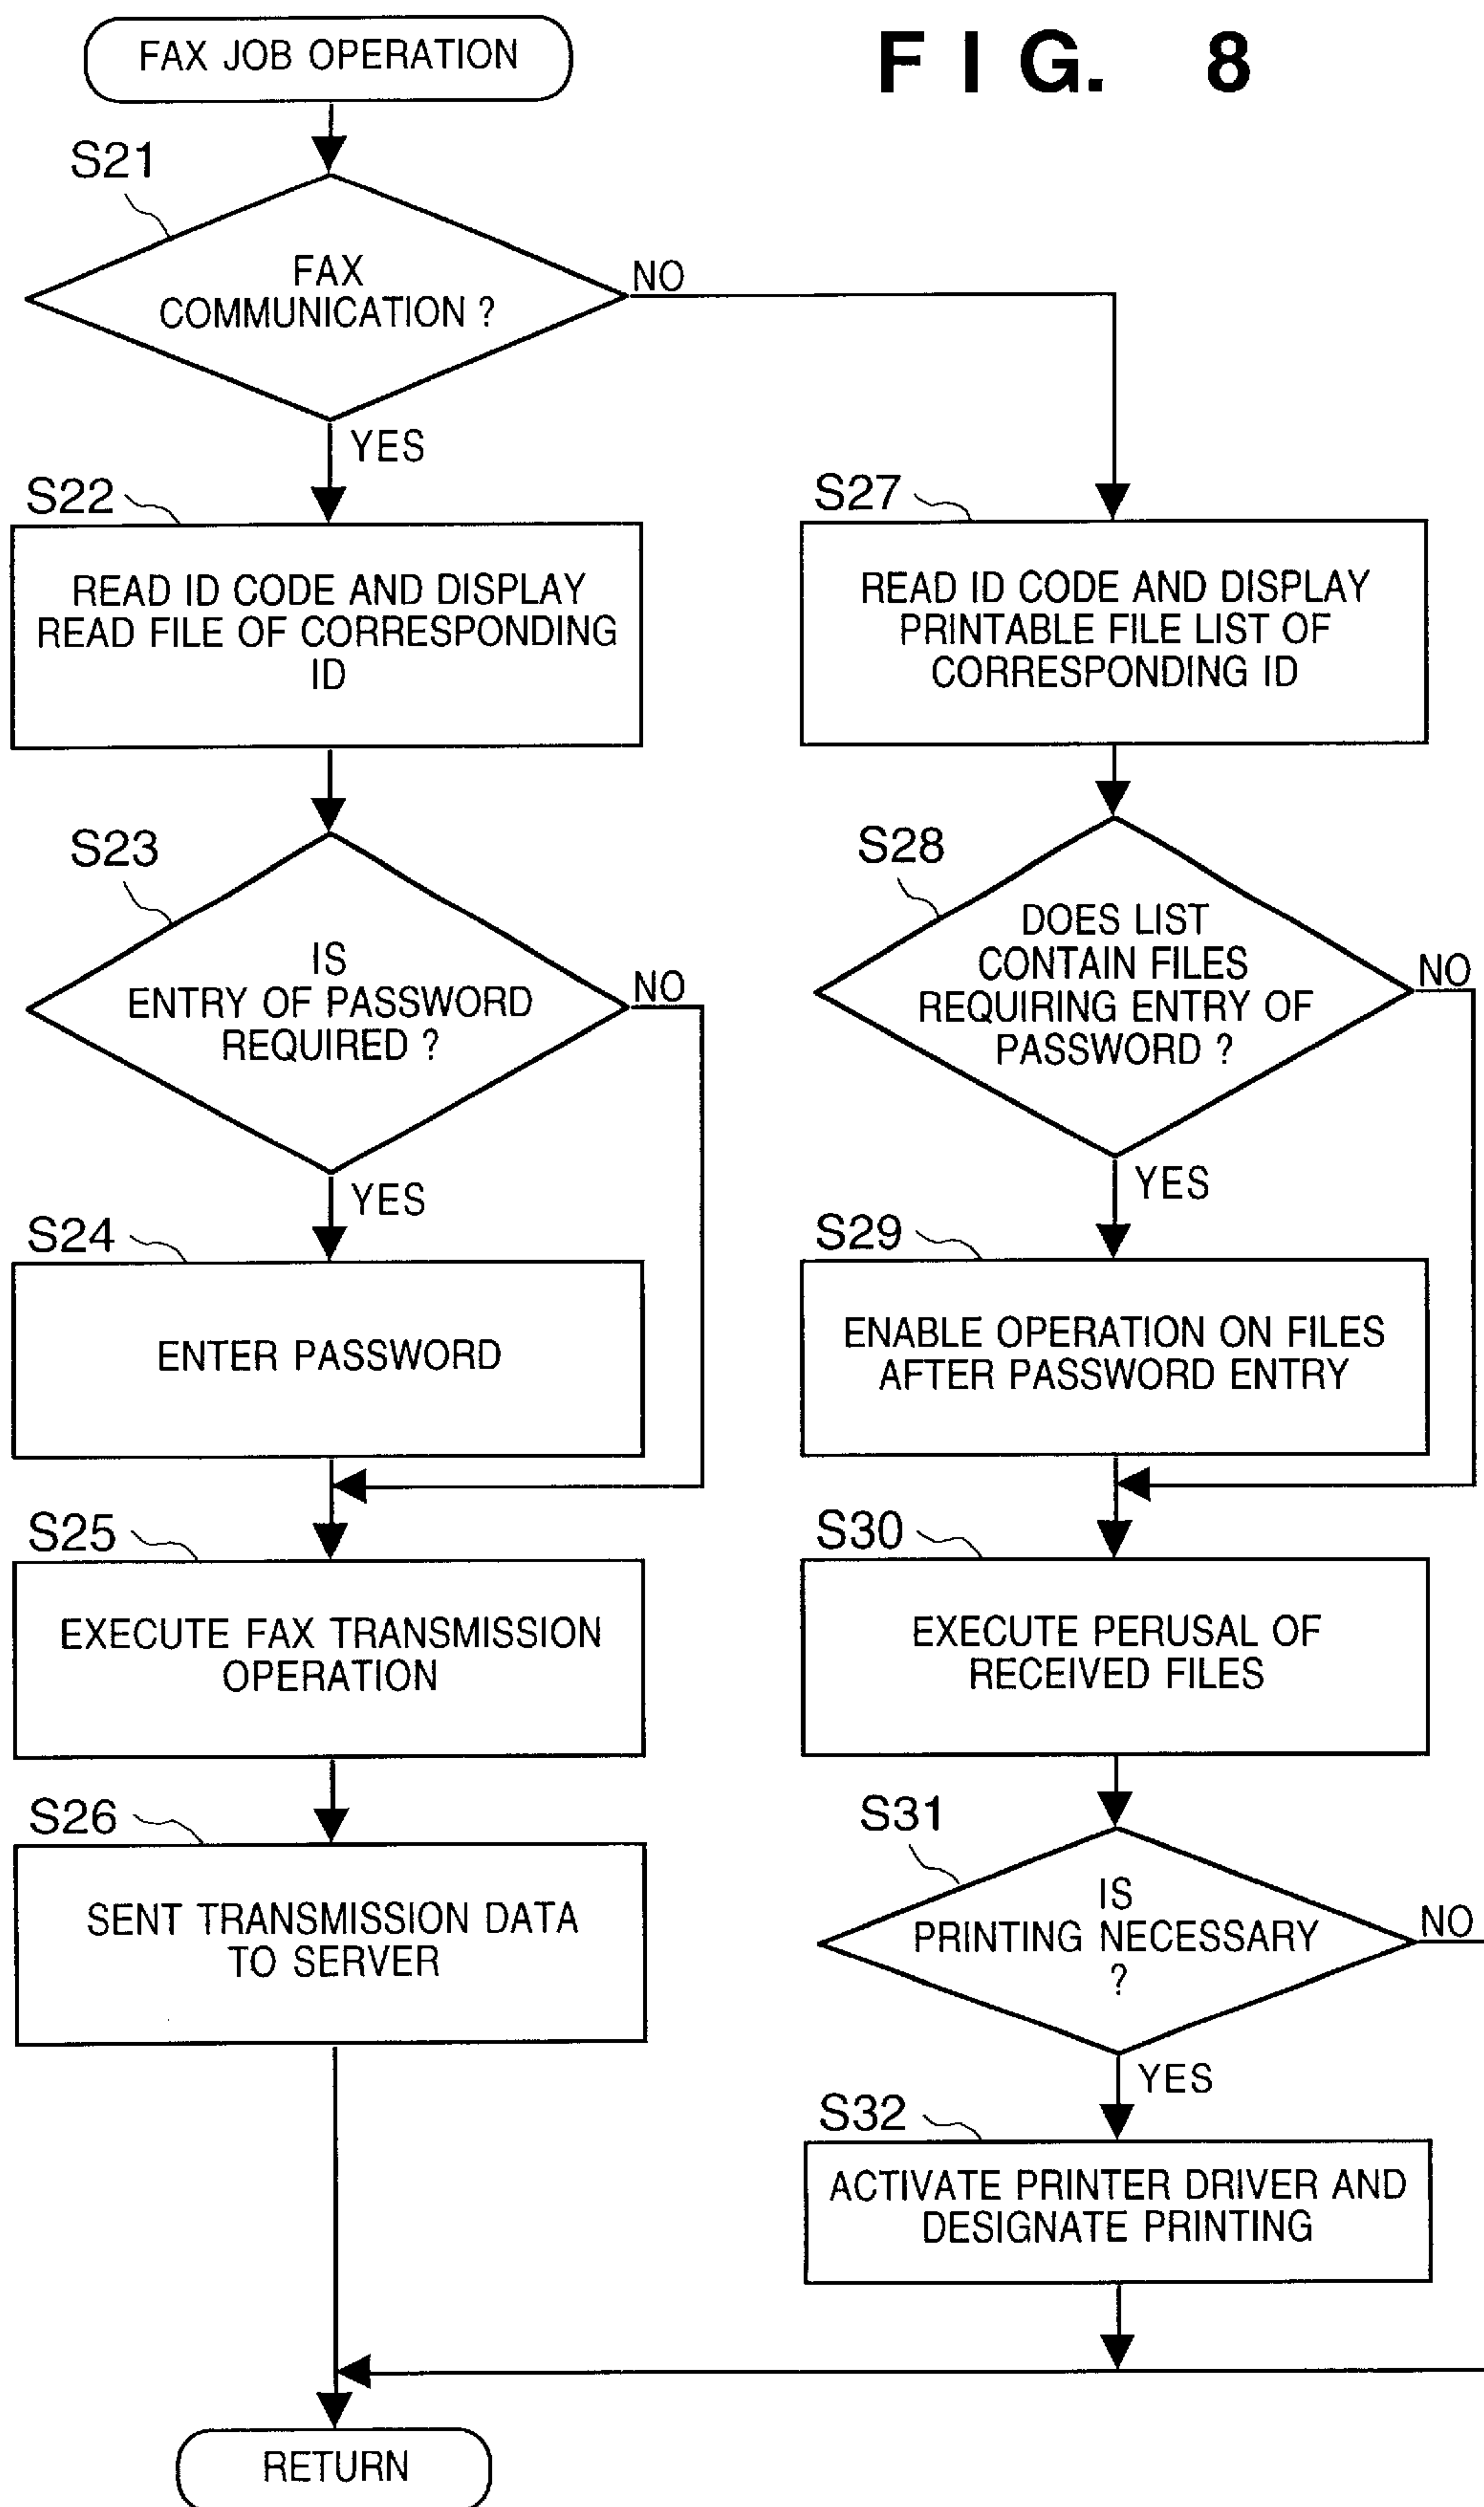 FAX JOB OPERATION
F I G. 8
S21
FAX
COMMUNICATION ?
NO
YES
S22
READ ID CODE AND DISPLAY
READ FILE OF CORRESPONDING
ID
S23
IS
ENTRY OF PASSWORD
REQUIRED ?
NO
YES
S24
ENTER PASSWORD
S25
EXECUTE FAX TRANSMISSION
OPERATION
S26
SENT TRANSMISSION DATA
TO SERVER
S27
READ ID CODE AND DISPLAY
PRINTABLE FILE LIST OF
CORRESPONDING ID
S28
DOES LIST
CONTAIN FILES
REQUIRING ENTRY OF
PASSWORD ?
NO
YES
S29
ENABLE OPERATION ON FILES
AFTER PASSWORD ENTRY
S30
EXECUTE PERUSAL OF
RECEIVED FILES
S31
IS
PRINTING NECESSARY
?
NO
YES
S32
ACTIVATE PRINTER DRIVER AND
DESIGNATE PRINTING
RETURN